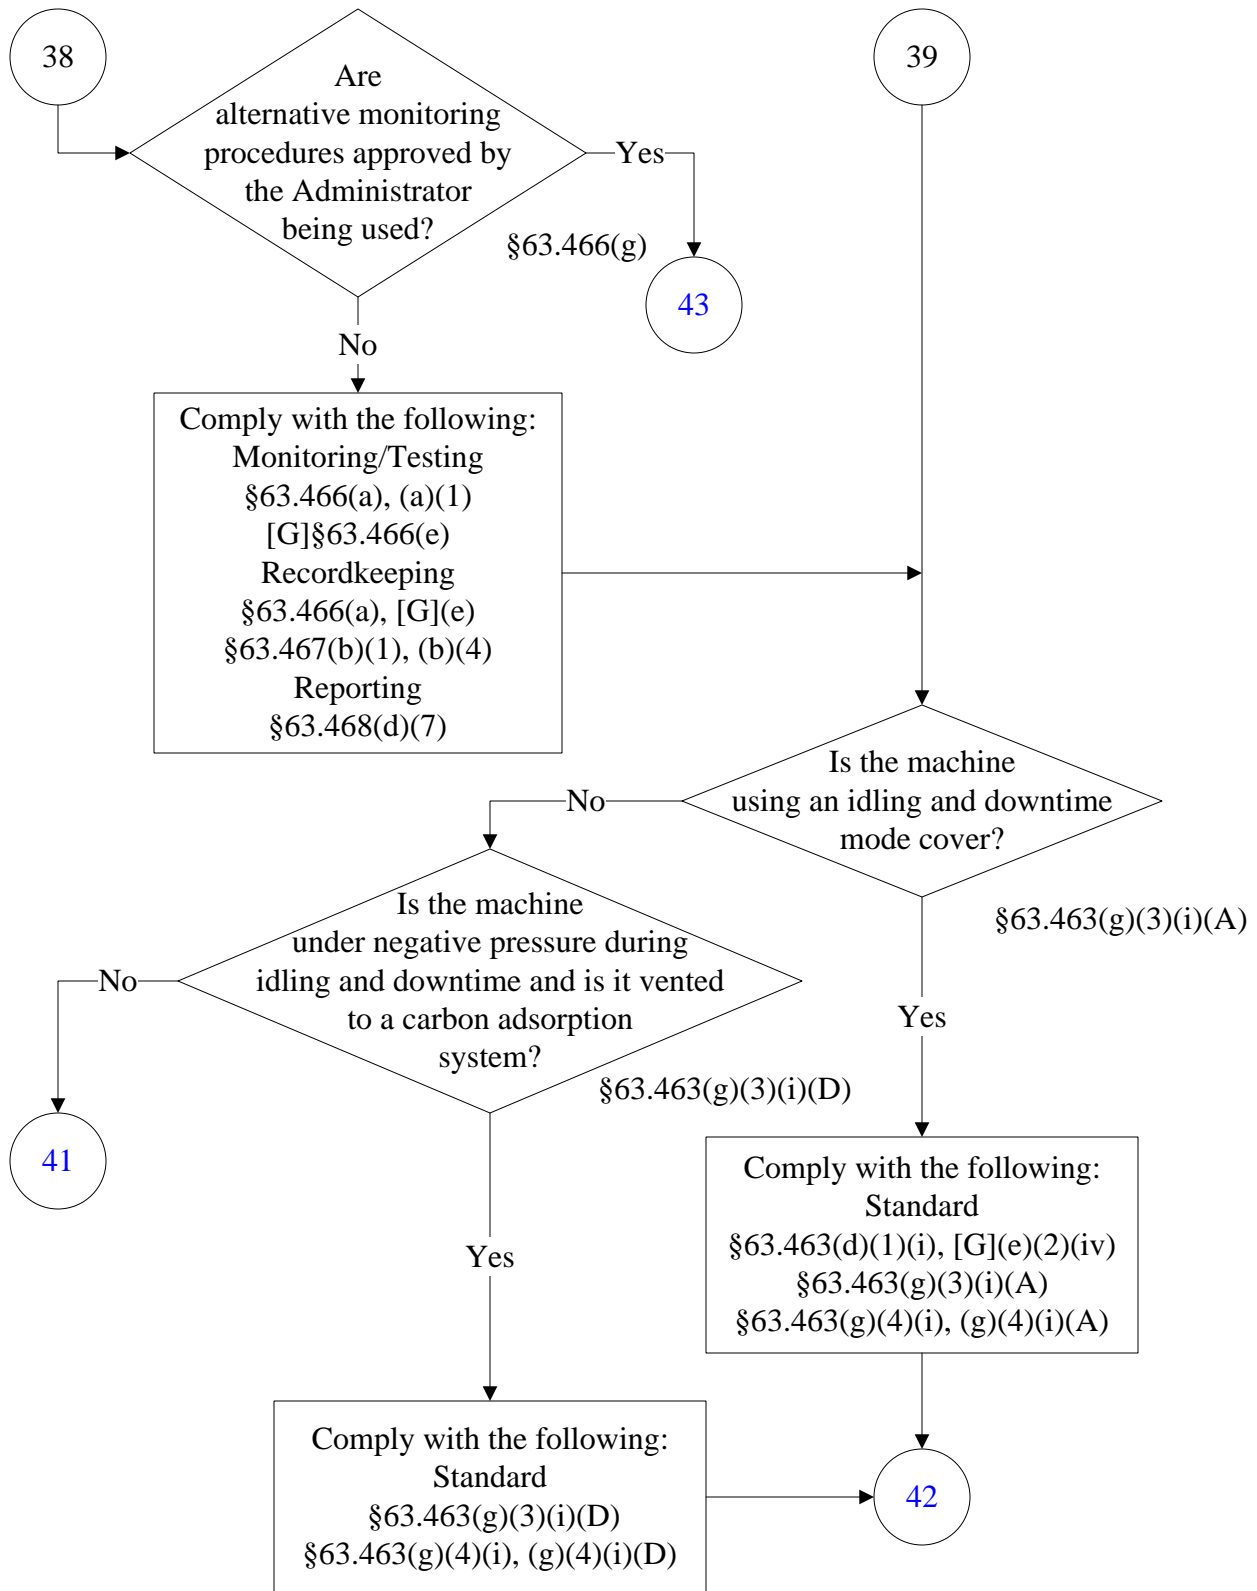 38
39
Are
alternative monitoring
procedures approved by
the Administrator
being used?
Yes
§63.466(g)
43
No
Comply with the following:
Monitoring/Testing
§63.466(a), (a)(1)
[G]§63.466(e)
Recordkeeping
§63.466(a), [G](e)
§63.467(b)(1), (b)(4)
Reporting
§63.468(d)(7)
Is the machine
using an idling and downtime
mode cover?
No
§63.463(g)(3)(i)(A)
Is the machine
under negative pressure during
idling and downtime and is it vented
to a carbon adsorption
system?
No
§63.463(g)(3)(i)(D)
41
Yes
Comply with the following:
Standard
§63.463(d)(1)(i), [G](e)(2)(iv)
§63.463(g)(3)(i)(A)
§63.463(g)(4)(i), (g)(4)(i)(A)
Yes
Comply with the following:
Standard
§63.463(g)(3)(i)(D)
§63.463(g)(4)(i), (g)(4)(i)(D)
42